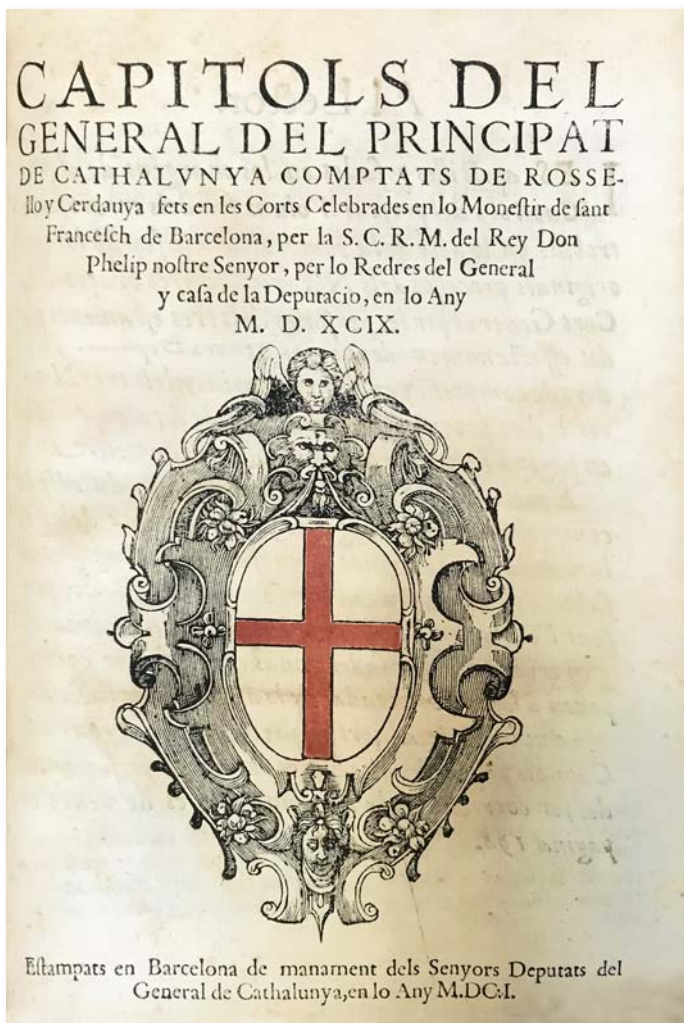 CAPITOLS DEL
GENERAL DEL PRINCIPAT
DE CATHALVNYA COMPTATS DE ROSSE-
llo y Cerdanya fets en les Corts Celebrades en lo Moneſtir de ſant
Franceſch de Barcelona, per la S. C. R. M. del Rey Don
Phelip noſtre Senyor, per lo Redres del General
y caſa de la Deputacio, en lo Any
M. D. XCIX.
Eſtampats en Barcelona de manament dels Senyors Deputats del
General de Cathalunya, en lo Any M.DC.I.